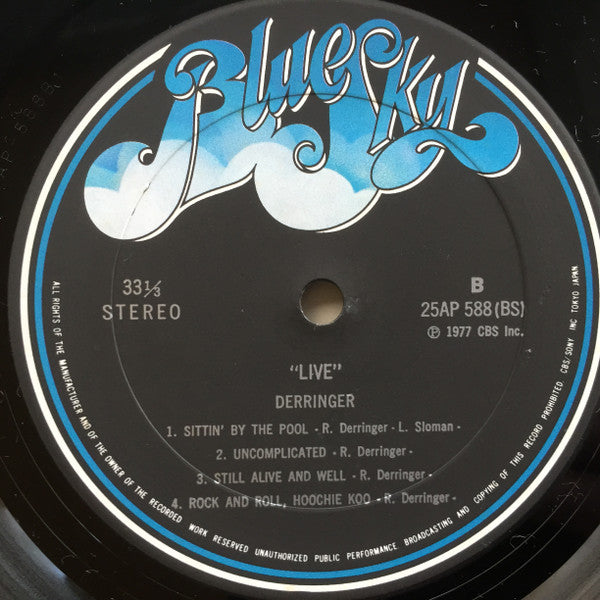 Blue Sky
33⅓
STEREO
B
25AP 588 (BS)
℗ 1977 CBS Inc.
"LIVE"
DERRINGER
1. SITTIN' BY THE POOL - R. Derringer - L. Sloman -
2. UNCOMPLICATED - R. Derringer -
3. STILL ALIVE AND WELL - R. Derringer -
4. ROCK AND ROLL, HOOCHIE KOO - R. Derringer -
ALL RIGHTS OF THE MANUFACTURER AND OF THE OWNER OF THE RECORDED WORK RESERVED UNAUTHORIZED PUBLIC PERFORMANCE BROADCASTING AND COPYING OF THIS RECORD PROHIBITED. CBS/SONY INC TOKYO JAPAN